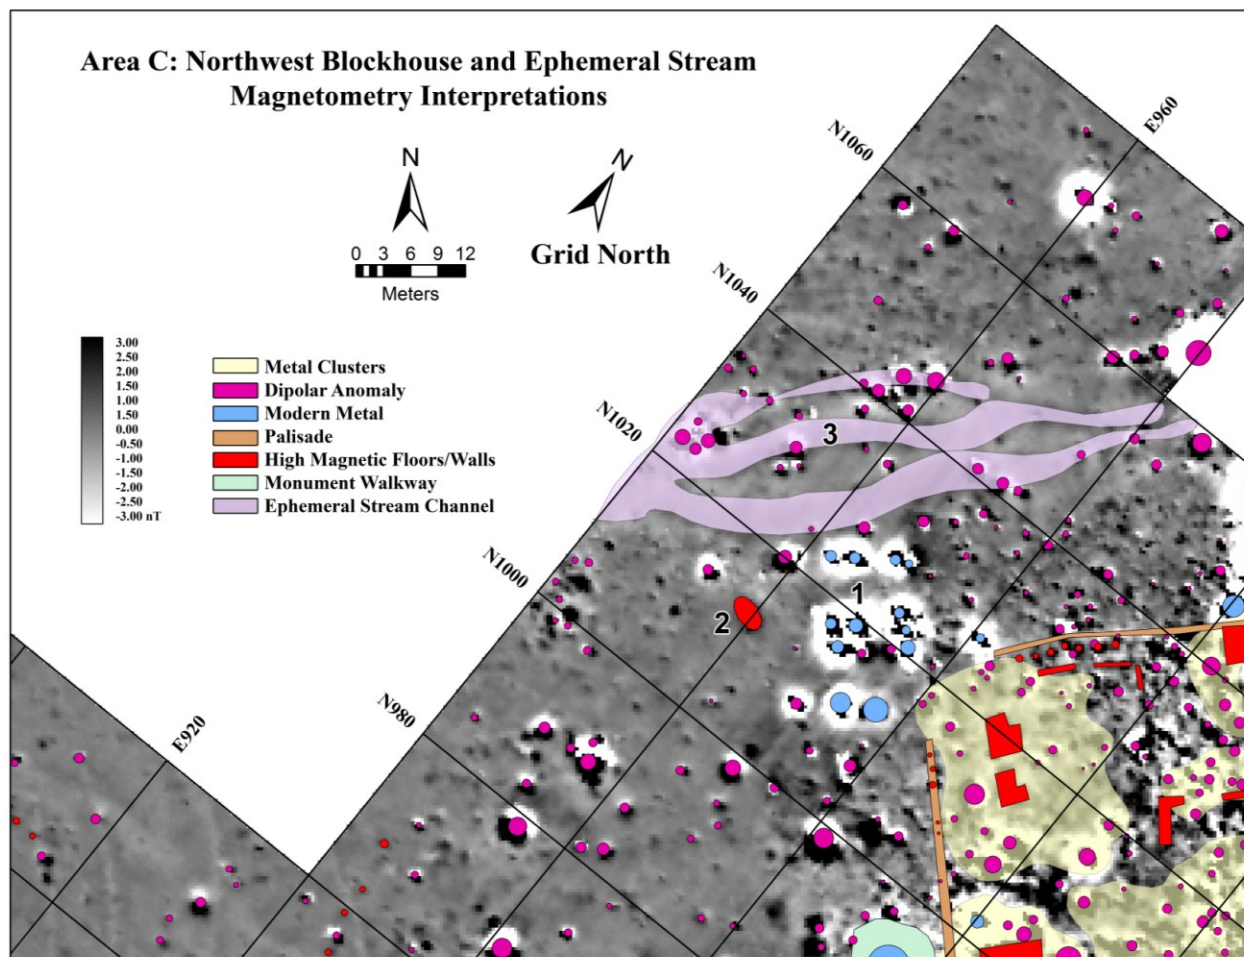 Area C: Northwest Blockhouse and Ephemeral Stream
Magnetometry Interpretations
N
N
Grid North
0 3 6 9 12
Meters
E960
N1060
N1040
N1020
N1000
N980
E920
3.00
2.50
2.00
1.50
1.00
0.50
0.00
-0.50
-1.00
-1.50
-2.00
-2.50
-3.00 nT
Metal Clusters
Dipolar Anomaly
Modern Metal
Palisade
High Magnetic Floors/Walls
Monument Walkway
Ephemeral Stream Channel
3
1
2